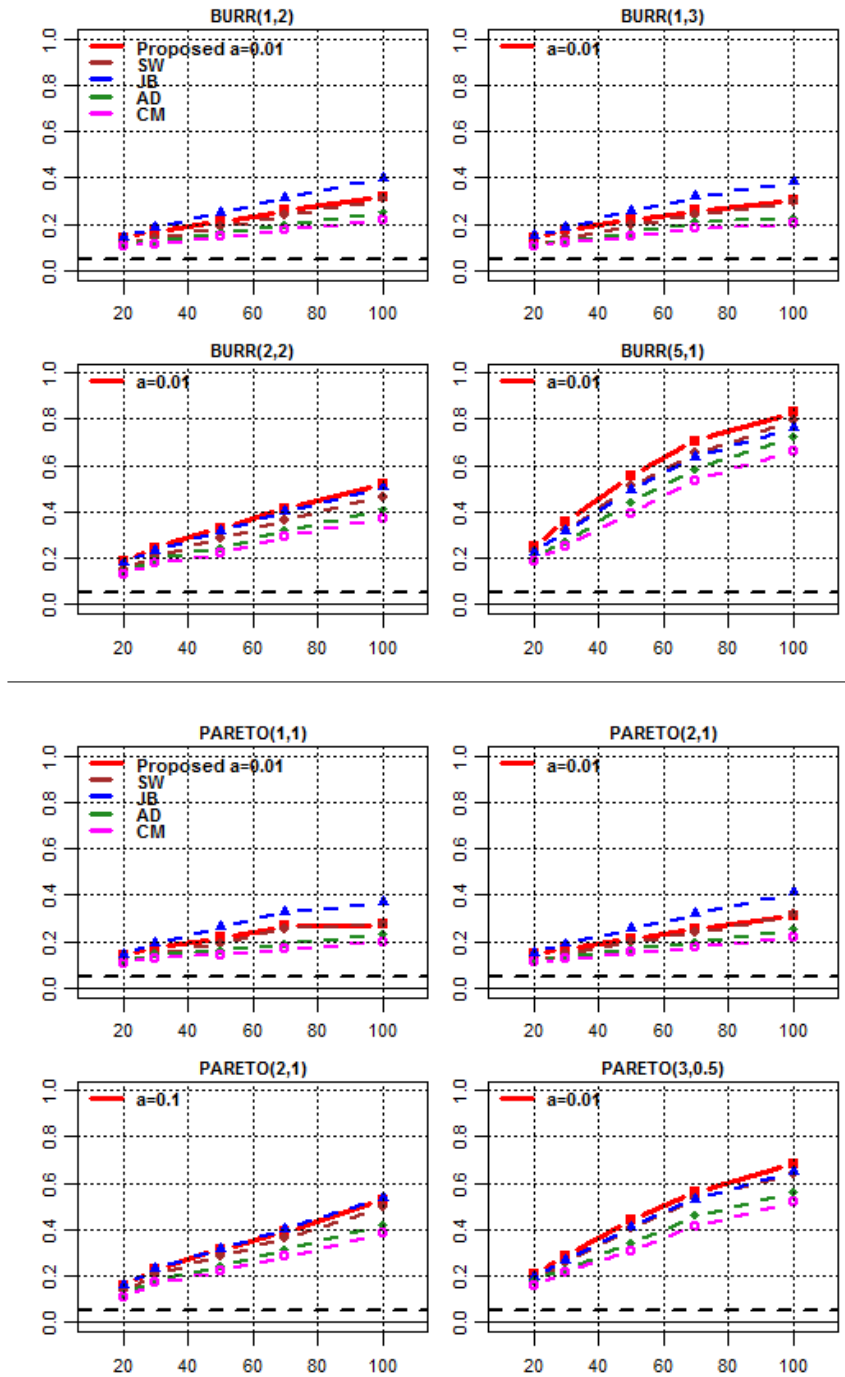 BURR(1,2) BURR(1,3)
1.0 Proposed a=0.01 1.0 a=0.01
SW
0.8 JB 0.8
AD
CM
0.6 0.6
0.4 0.4
0.2 0.2
0.0 0.0
20 40 60 80 100 20 40 60 80 100
BURR(2,2) BURR(5,1)
1.0 a=0.01 1.0 a=0.01
0.8 0.8
0.6 0.6
0.4 0.4
0.2 0.2
0.0 0.0
20 40 60 80 100 20 40 60 80 100
PARETO(1,1) PARETO(2,1)
1.0 Proposed a=0.01 1.0 a=0.01
SW
0.8 JB 0.8
AD
CM
0.6 0.6
0.4 0.4
0.2 0.2
0.0 0.0
20 40 60 80 100 20 40 60 80 100
PARETO(2,1) PARETO(3,0.5)
1.0 a=0.1 1.0 a=0.01
0.8 0.8
0.6 0.6
0.4 0.4
0.2 0.2
0.0 0.0
20 40 60 80 100 20 40 60 80 100